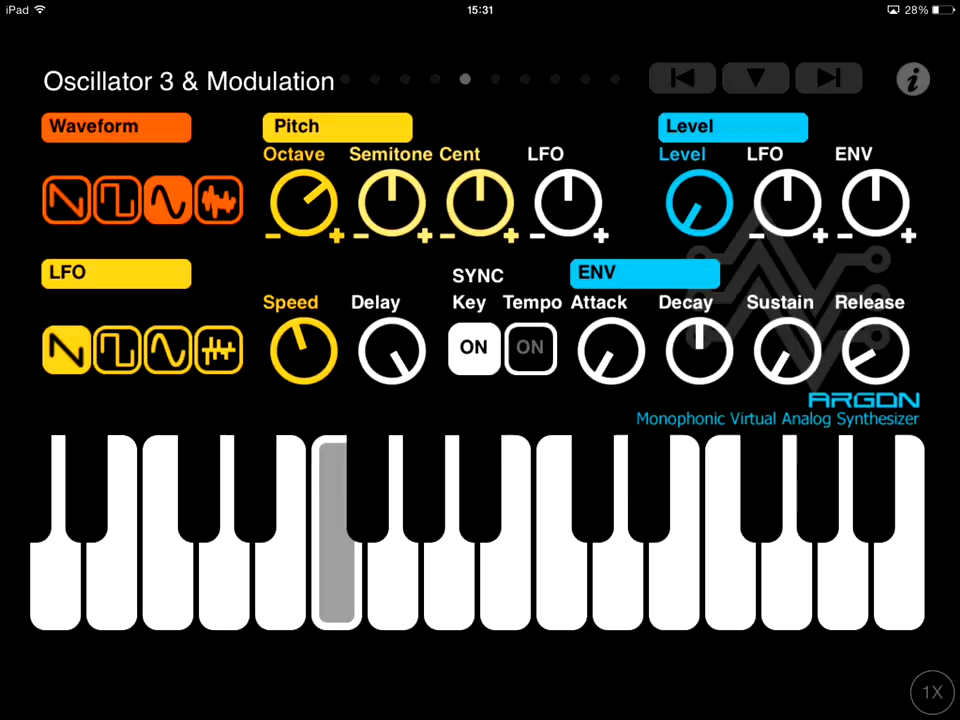 iPad 15:31 28%
Oscillator 3 & Modulation i
Waveform Pitch Level
Octave Semitone Cent LFO Level LFO ENV
- + - + - + - + - + - +
LFO SYNC ENV
Speed Delay Key Tempo Attack Decay Sustain Release
ON ON
ARGON
Monophonic Virtual Analog Synthesizer
1X